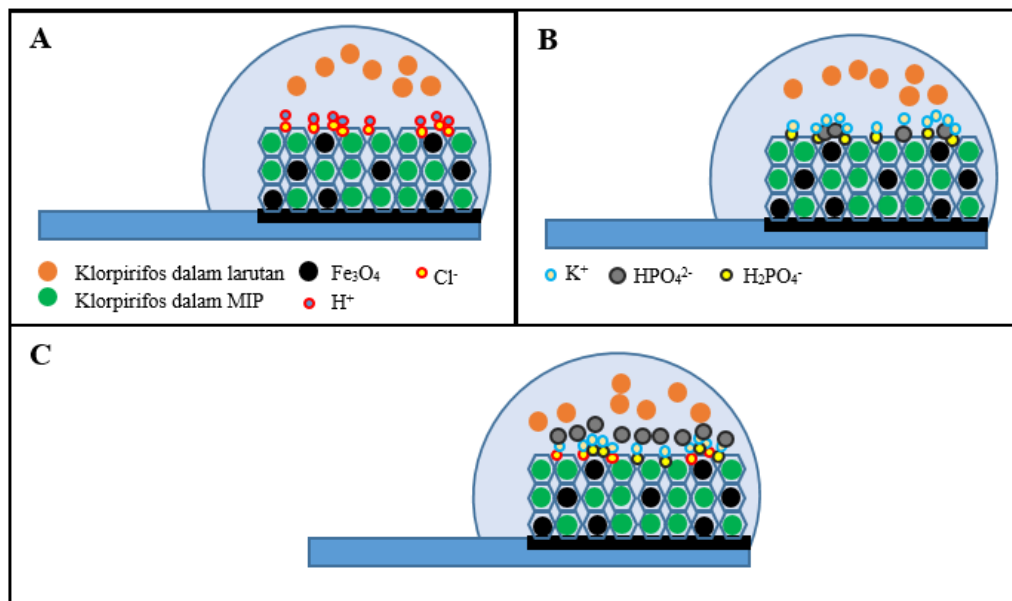 A
Klorpirifos dalam larutan Fe₃O₄ Cl⁻
Klorpirifos dalam MIP H⁺
B
K⁺ HPO₄²⁻ H₂PO₄⁻
C